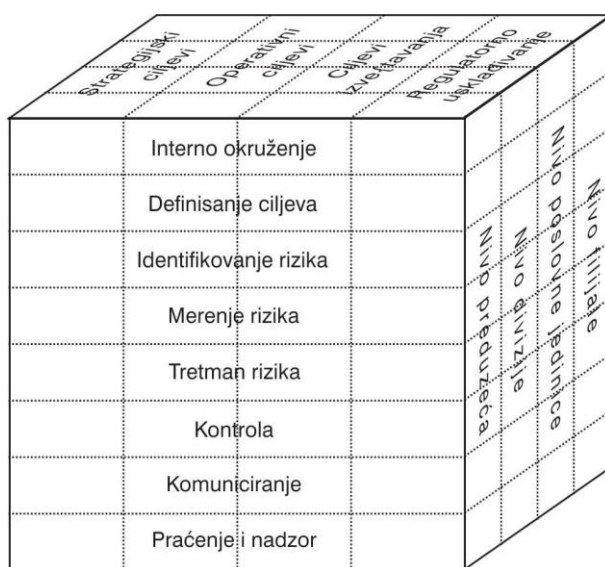 Strategijski
ciljevi
Operativni
ciljevi
Ciljevi
izveštavanja
Regulatorno
usklađivanje
Interno okruženje
Definisanje ciljeva
Identifikovanje rizika
Merenje rizika
Tretman rizika
Kontrola
Komuniciranje
Praćenje i nadzor
Nivo preduzeća
Nivo divizije
Nivo poslovne jedinice
Nivo filijale